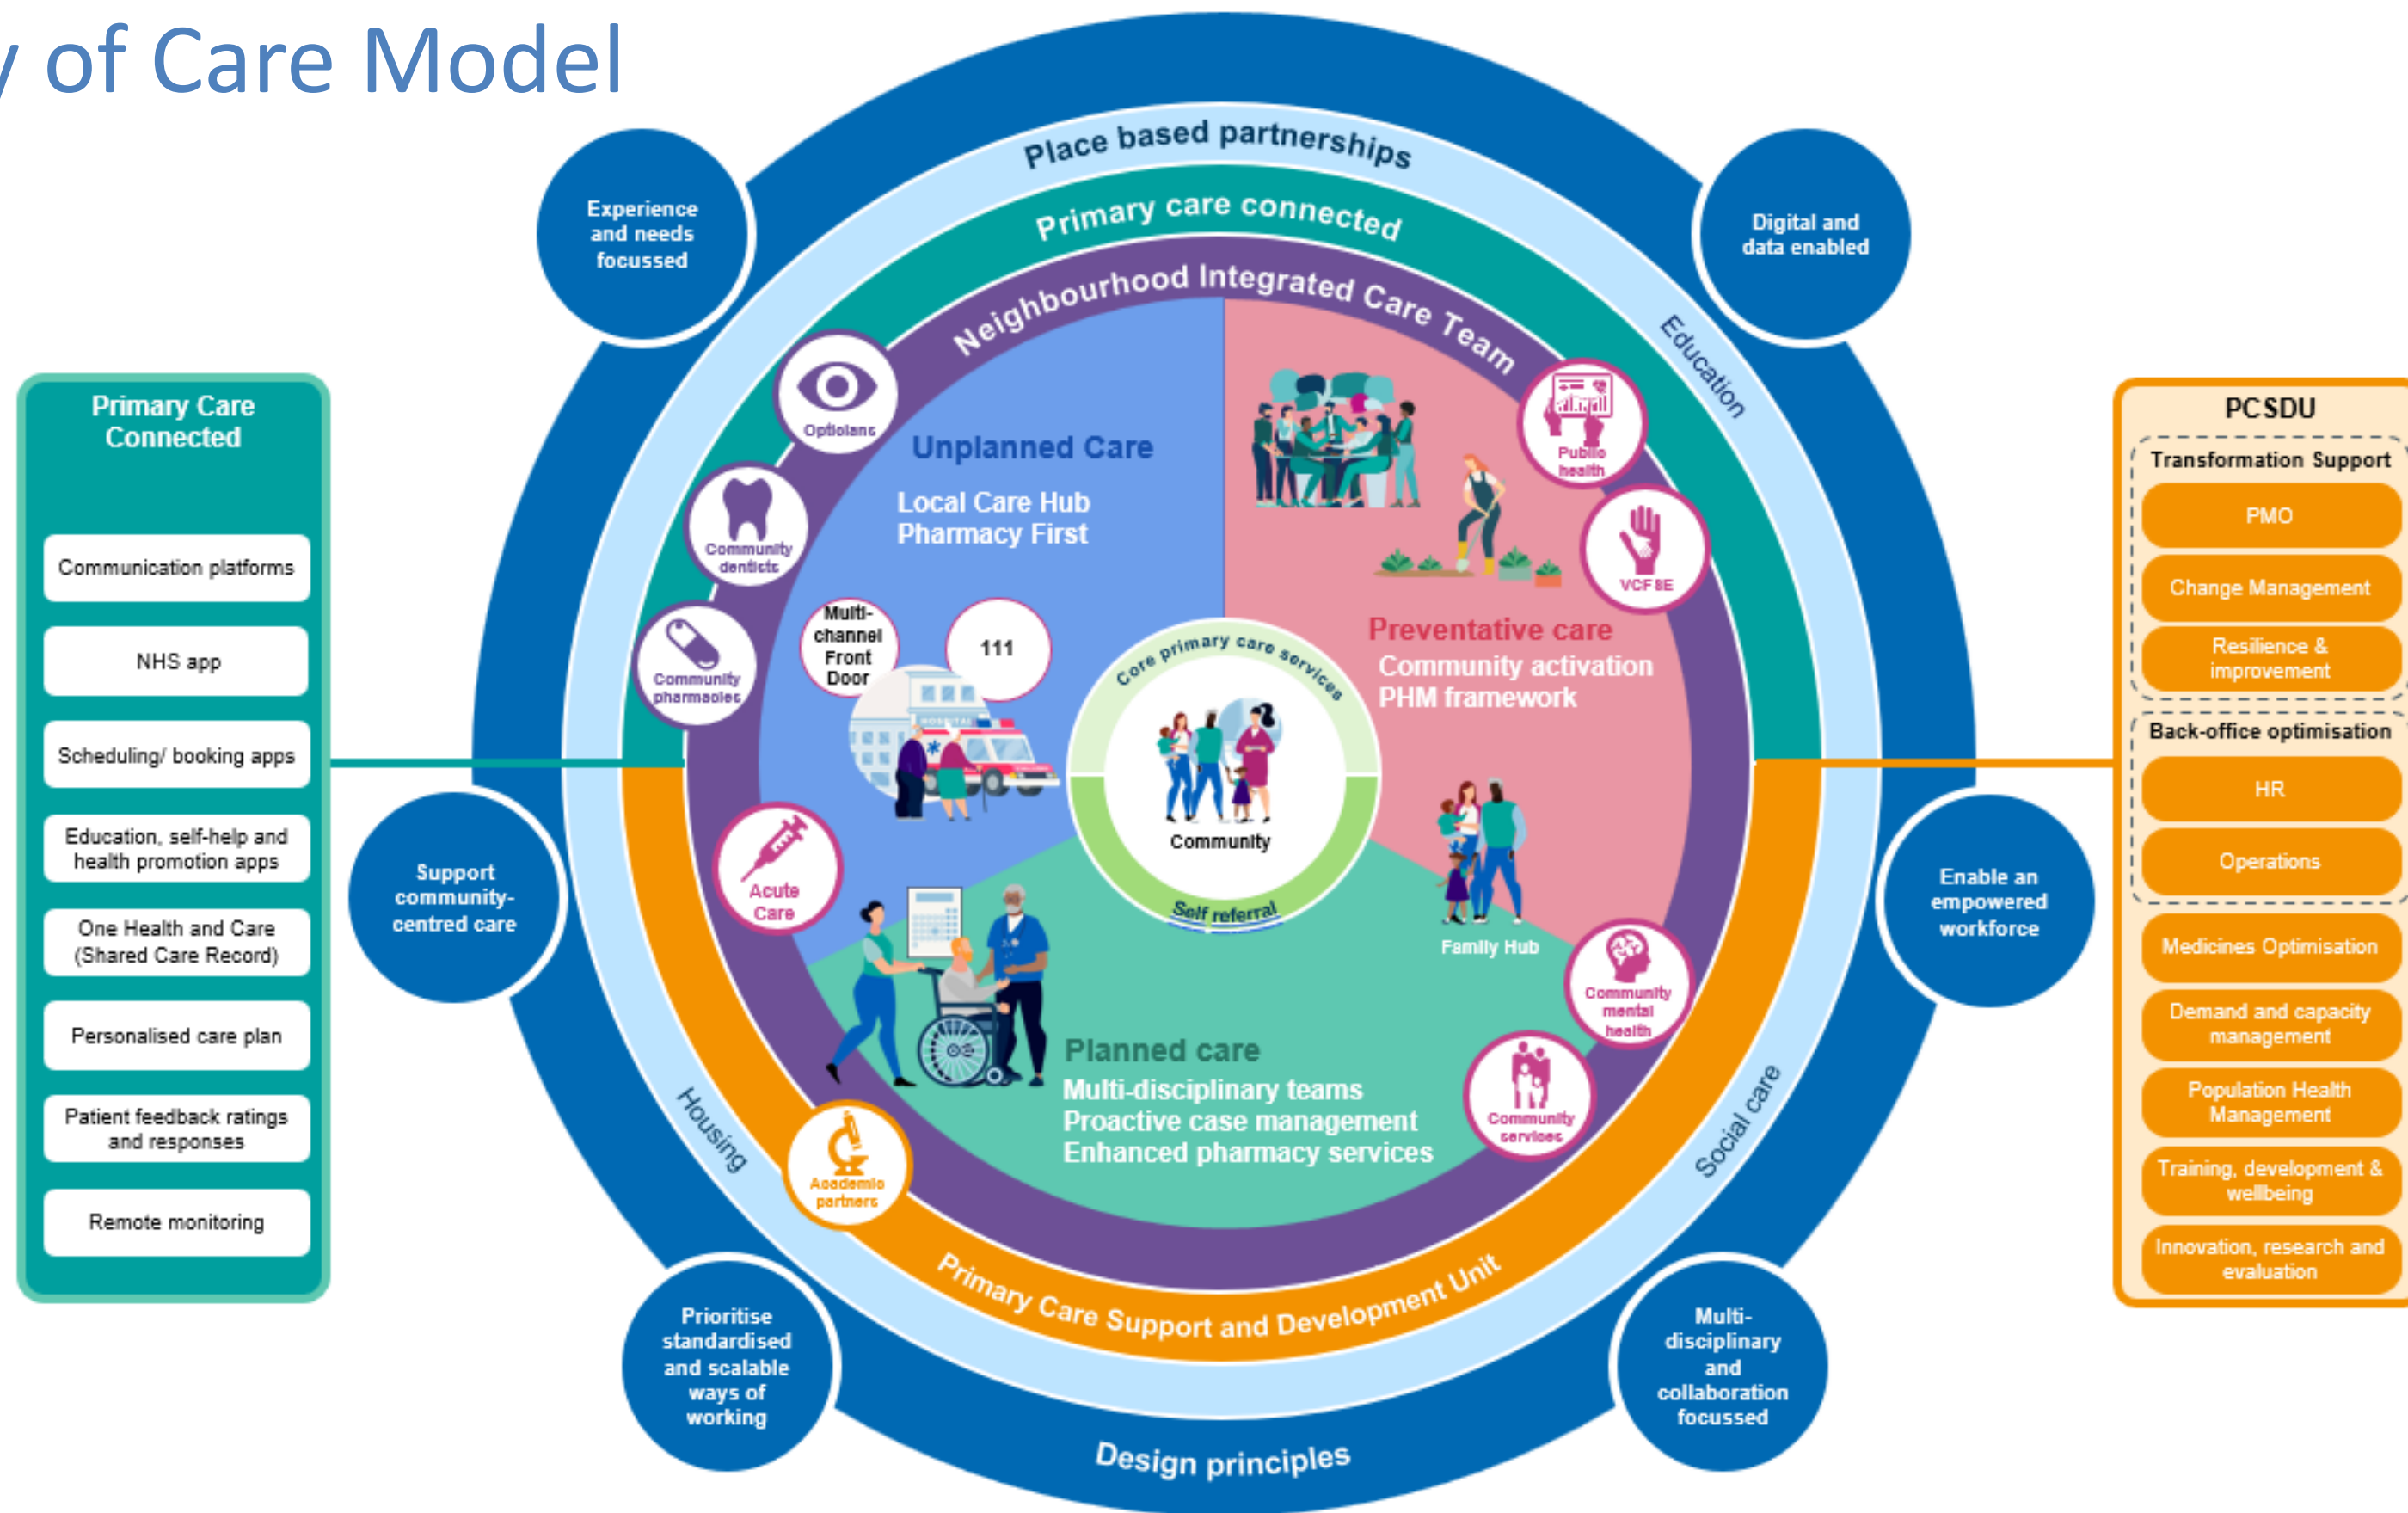 y of Care Model
Place based partnerships
Primary care connected
Neighbourhood Integrated Care Team
Education
Social care
Housing
Primary Care Support and Development Unit
Design principles
Experience
and needs
focussed
Digital and
data enabled
Support
community-
centred care
Enable an
empowered
workforce
Prioritise
standardised
and scalable
ways of
working
Multi-
disciplinary
and
collaboration
focussed
Primary Care
Connected
Communication platforms
NHS app
Scheduling/ booking apps
Education, self-help and
health promotion apps
One Health and Care
(Shared Care Record)
Personalised care plan
Patient feedback ratings
and responses
Remote monitoring
Opticians
Community
dentists
Community
pharmacies
Acute
Care
Academic
partners
Public
health
VCFSE
Community
mental
health
Community
services
Unplanned Care
Local Care Hub
Pharmacy First
Multi-
channel
Front
Door
111
HOSPITAL
Preventative care
Community activation
PHM framework
Family Hub
Core primary care services
Community
Self referral
Planned care
Multi-disciplinary teams
Proactive case management
Enhanced pharmacy services
PCSDU
Transformation Support
PMO
Change Management
Resilience &
improvement
Back-office optimisation
HR
Operations
Medicines Optimisation
Demand and capacity
management
Population Health
Management
Training, development &
wellbeing
Innovation, research and
evaluation